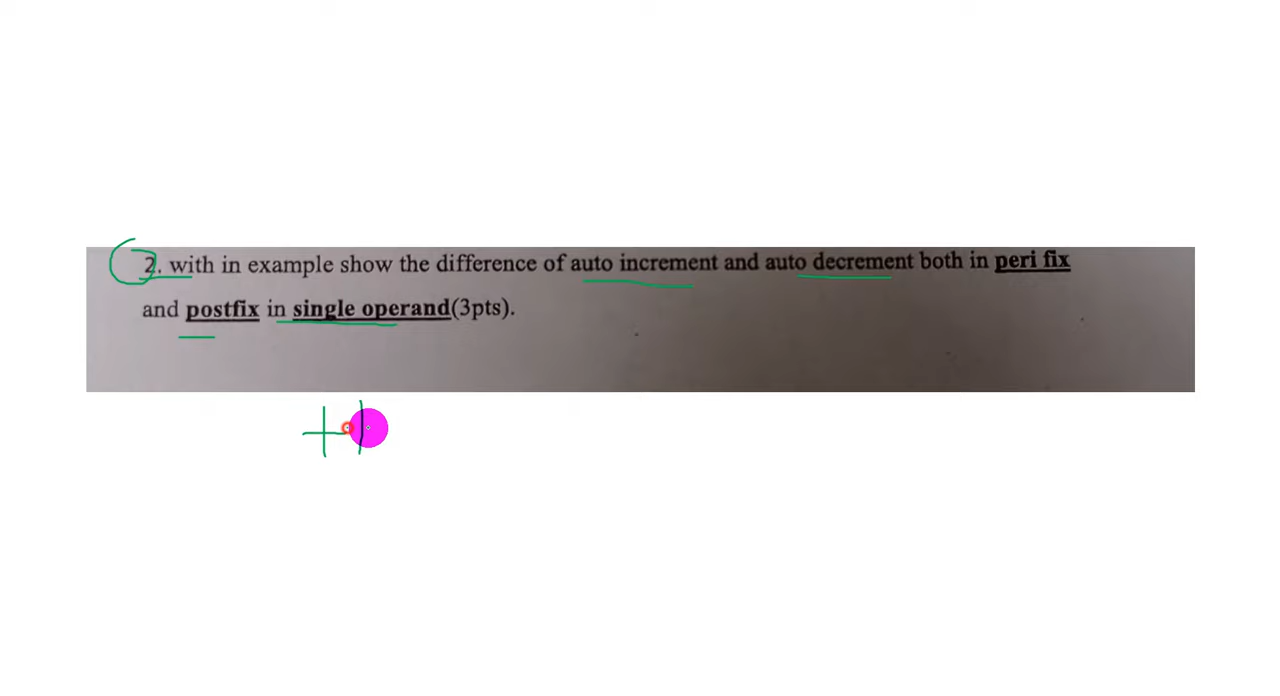 2. with in example show the difference of auto increment and auto decrement both in peri fix
and postfix in single operand(3pts).